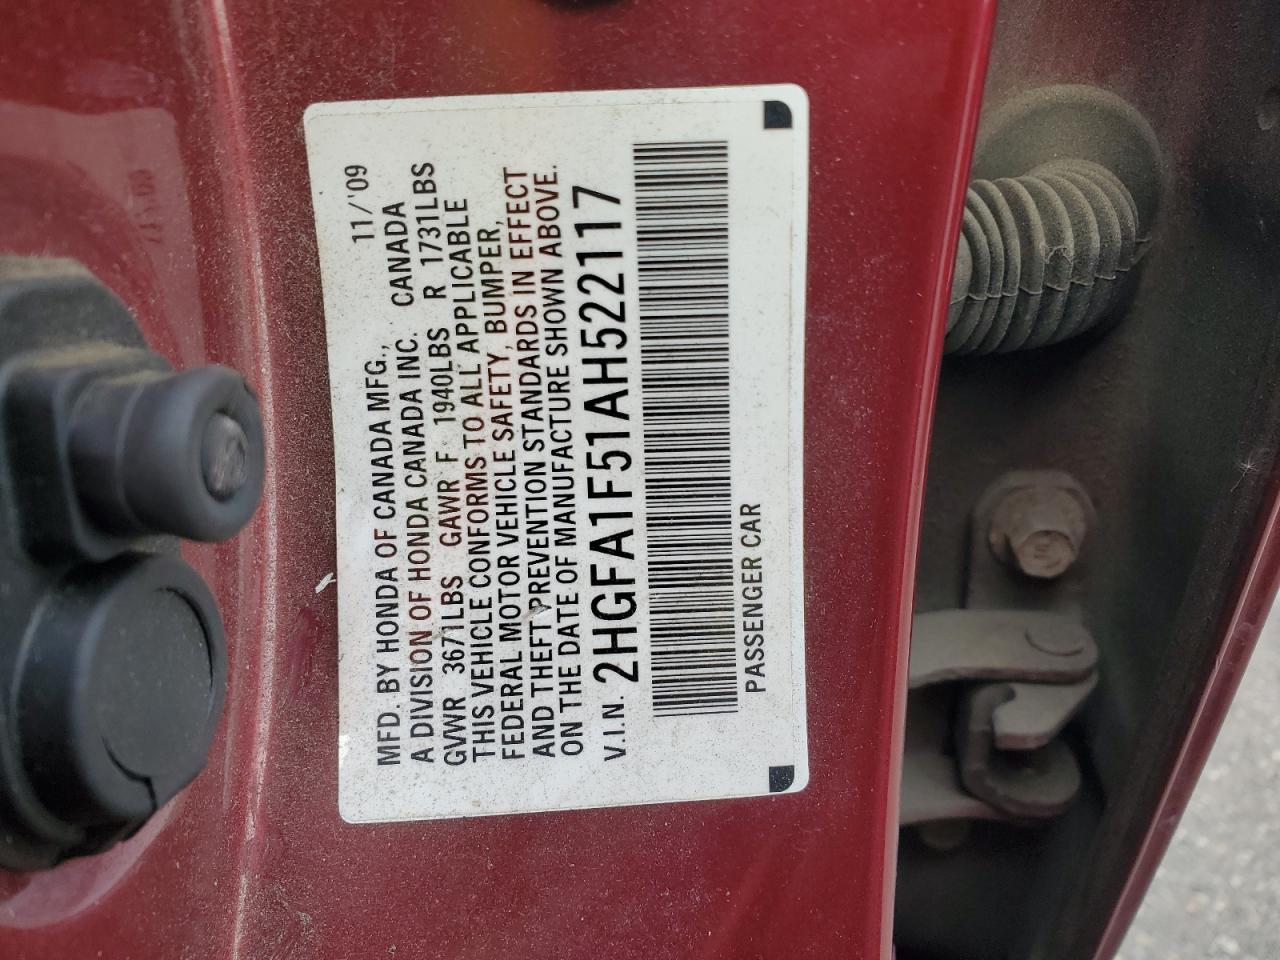 MFD. BY HONDA OF CANADA MFG., 11/'09
A DIVISION OF HONDA CANADA INC. CANADA
GVWR 3671LBS GAWR F 1940LBS R 1731LBS
THIS VEHICLE CONFORMS TO ALL APPLICABLE
FEDERAL MOTOR VEHICLE SAFETY, BUMPER,
AND THEFT PREVENTION STANDARDS IN EFFECT
ON THE DATE OF MANUFACTURE SHOWN ABOVE.
V.I.N. 2HGFA1F51AH522117
PASSENGER CAR